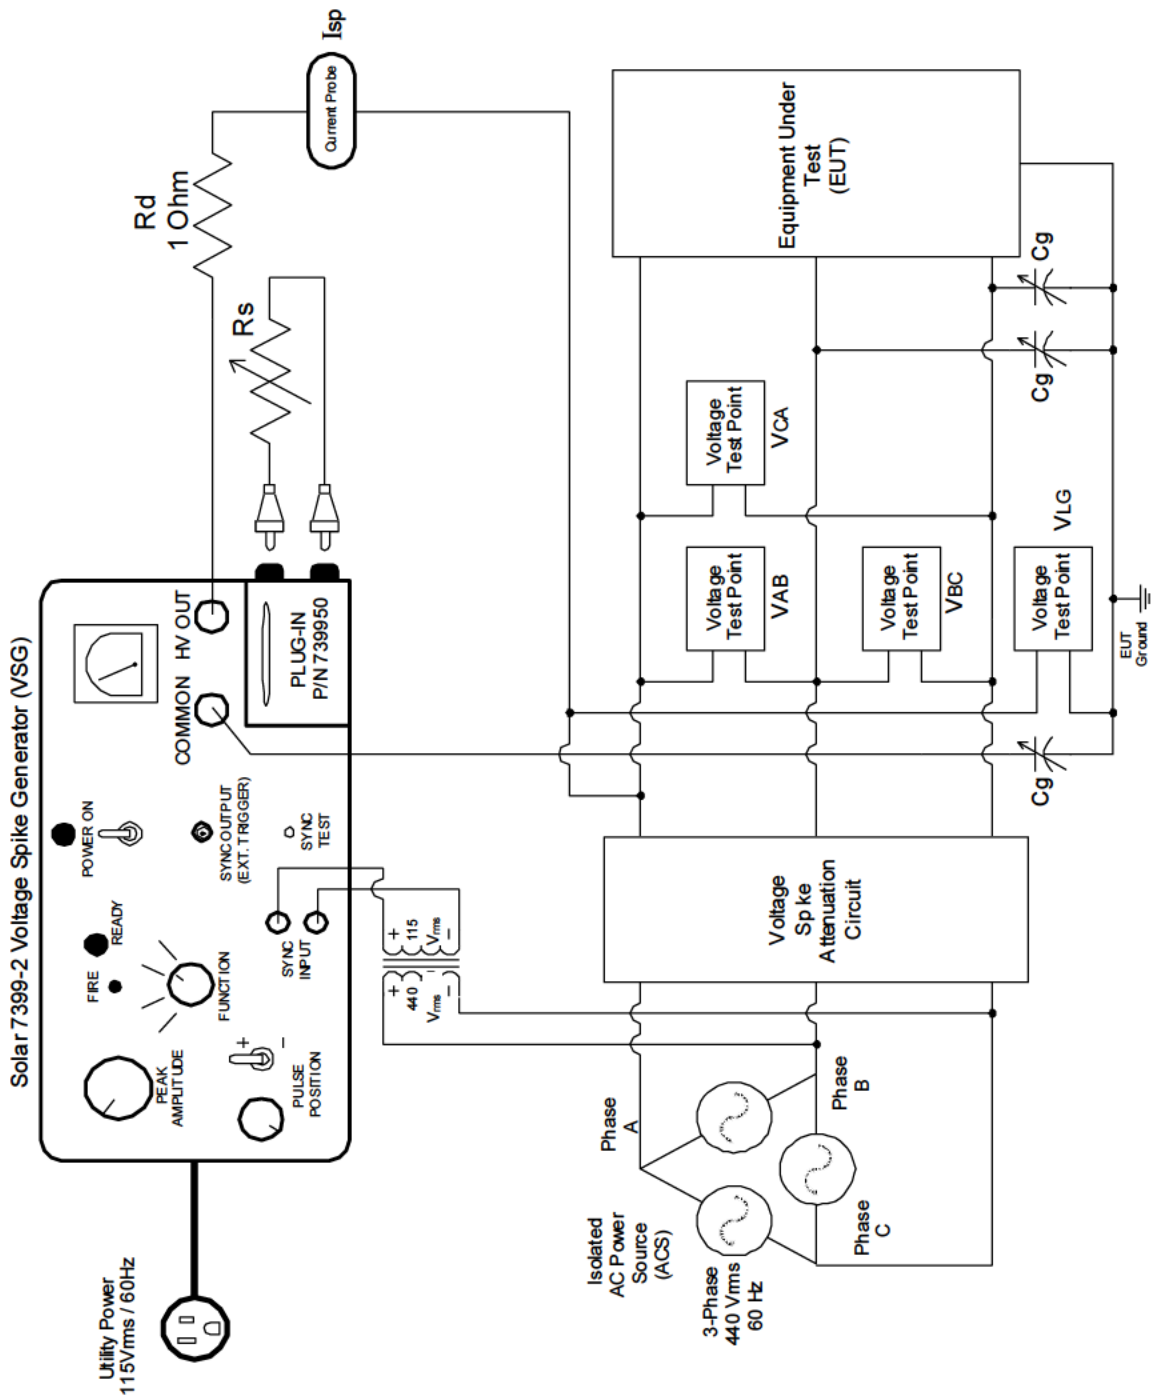 Solar 7399-2 Voltage Spike Generator (VSG)
Utility Power
115Vrms / 60Hz
PEAK
AMPLITUDE
FIRE
READY
POWER ON
FUNCTION
PULSE
POSITION
+
-
SYNC
INPUT
SYNC OUTPUT
(EXT. TRIGGER)
SYNC
TEST
COMMON
HV OUT
PLUG-IN
P/N 739950
Rs
Rd
1 Ohm
Current Probe
Isp
+
440
Vrms
-
+
115
Vrms
-
Isolated
AC Power
Source
(ACS)
3-Phase
440 Vrms
60 Hz
Phase
A
Phase
B
Phase
C
Voltage
Spike
Attenuation
Circuit
Voltage
Test Point
VAB
Voltage
Test Point
VCA
Voltage
Test Point
VBC
Voltage
Test Point
VLG
Cg
Cg
Cg
EUT
Ground
Equipment Under
Test
(EUT)